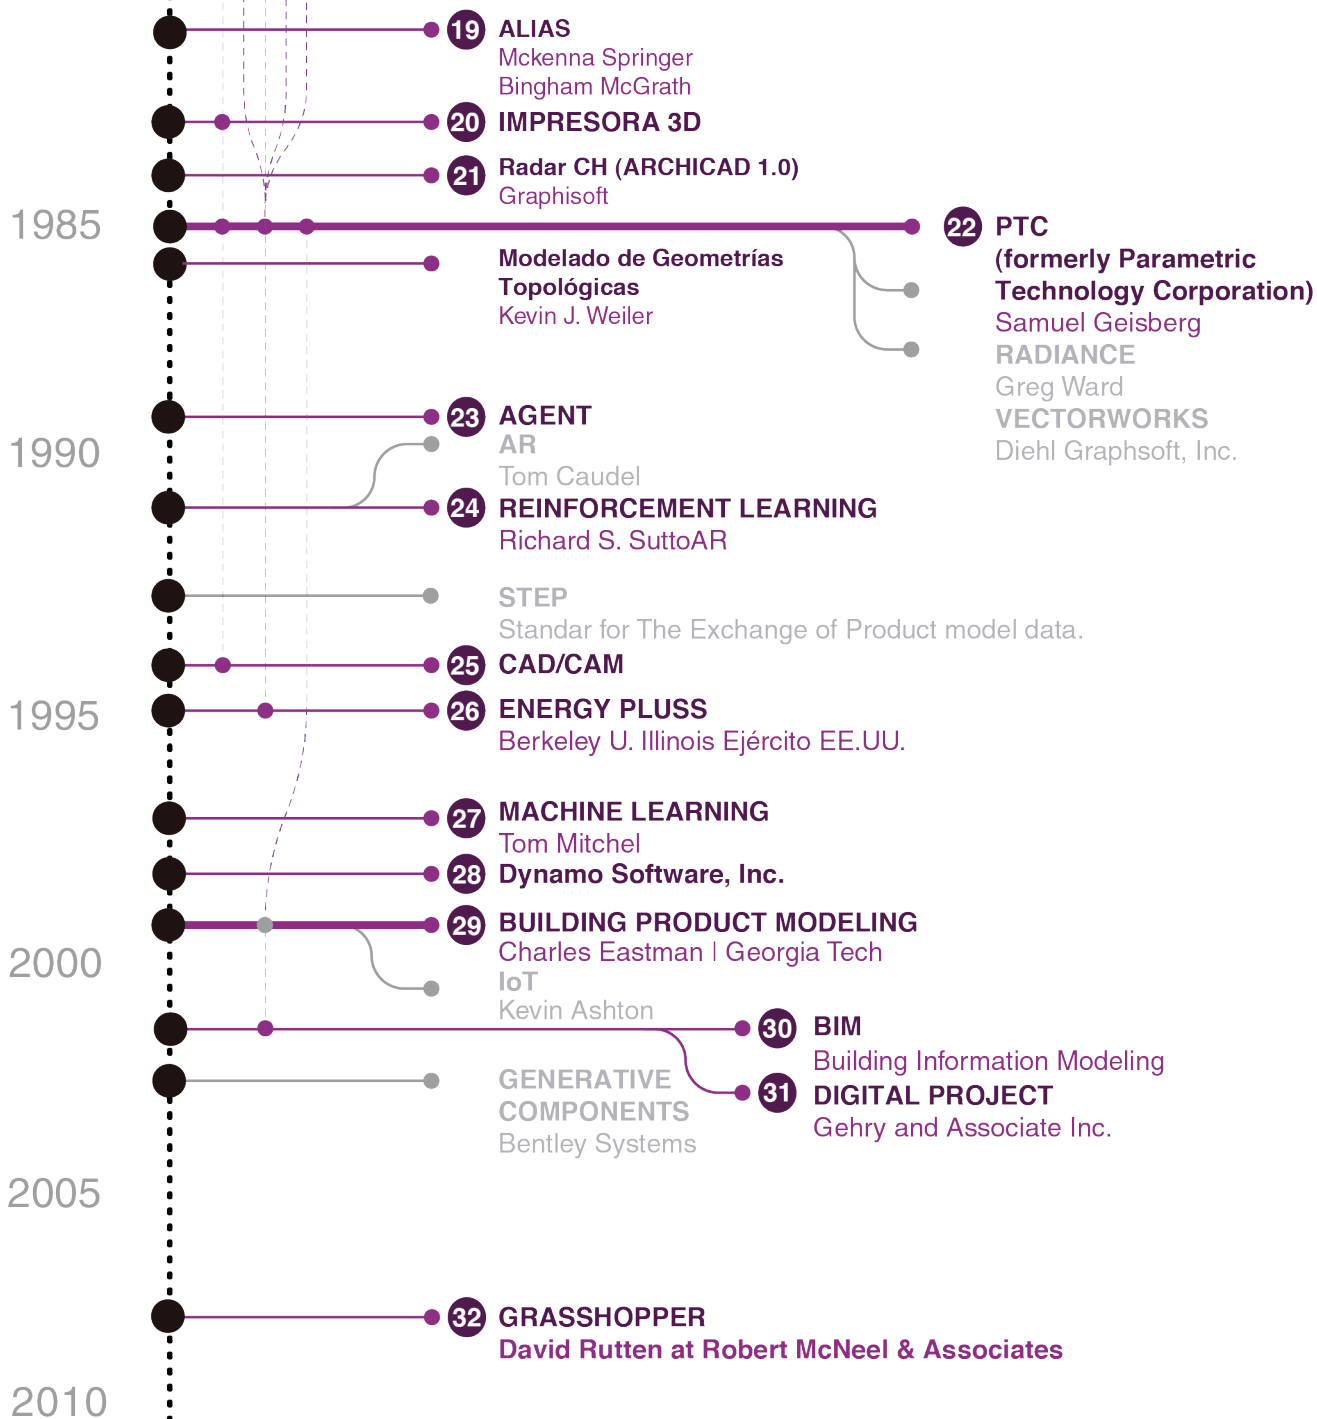 19 ALIAS
Mckenna Springer
Bingham McGrath
20 IMPRESORA 3D
21 Radar CH (ARCHICAD 1.0)
Graphisoft
1985
22 PTC
(formerly Parametric
Technology Corporation)
Samuel Geisberg
RADIANCE
Greg Ward
VECTORWORKS
Diehl Graphsoft, Inc.
Modelado de Geometrías
Topológicas
Kevin J. Weiler
23 AGENT
AR
Tom Caudel
1990
24 REINFORCEMENT LEARNING
Richard S. SuttoAR
STEP
Standar for The Exchange of Product model data.
25 CAD/CAM
1995
26 ENERGY PLUSS
Berkeley U. Illinois Ejército EE.UU.
27 MACHINE LEARNING
Tom Mitchel
28 Dynamo Software, Inc.
29 BUILDING PRODUCT MODELING
Charles Eastman | Georgia Tech
2000
IoT
Kevin Ashton
30 BIM
Building Information Modeling
31 DIGITAL PROJECT
Gehry and Associate Inc.
GENERATIVE
COMPONENTS
Bentley Systems
2005
32 GRASSHOPPER
David Rutten at Robert McNeel & Associates
2010